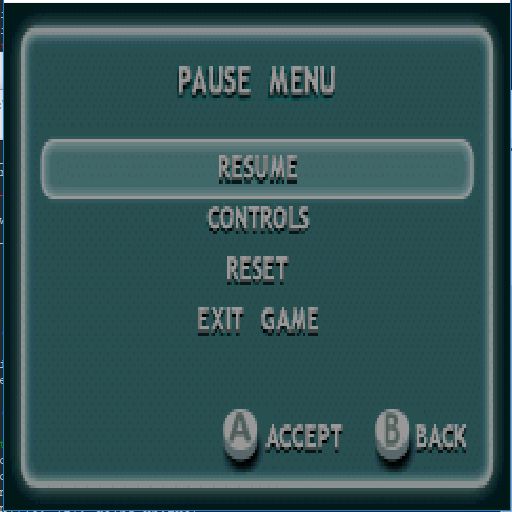 PAUSE MENU
RESUME
CONTROLS
RESET
EXIT GAME
A ACCEPT B BACK